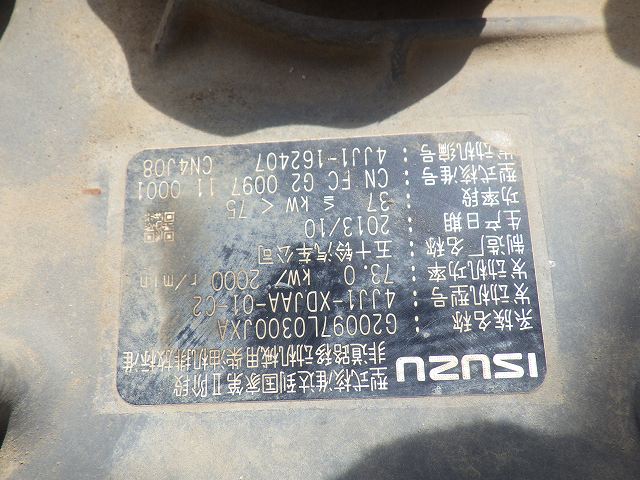 ISUZU
型式核准达到国家第Ⅱ阶段
非道路移动机械用柴油机排放标准
系族名称 : G20097L0300JXA
发动机型号 : 4JJ1-XDJAA-01-C2
发动机功率 : 73.0 kW/ 2000 r/min
制造厂名称 : 五十铃汽车公司
生产日期 : 2013/10
功率段 : 37 ≤ kW < 75
型式核准号 : CN FC G2 0097 11 0001
发动机编号 : 4JJ1-162407 CN4J08